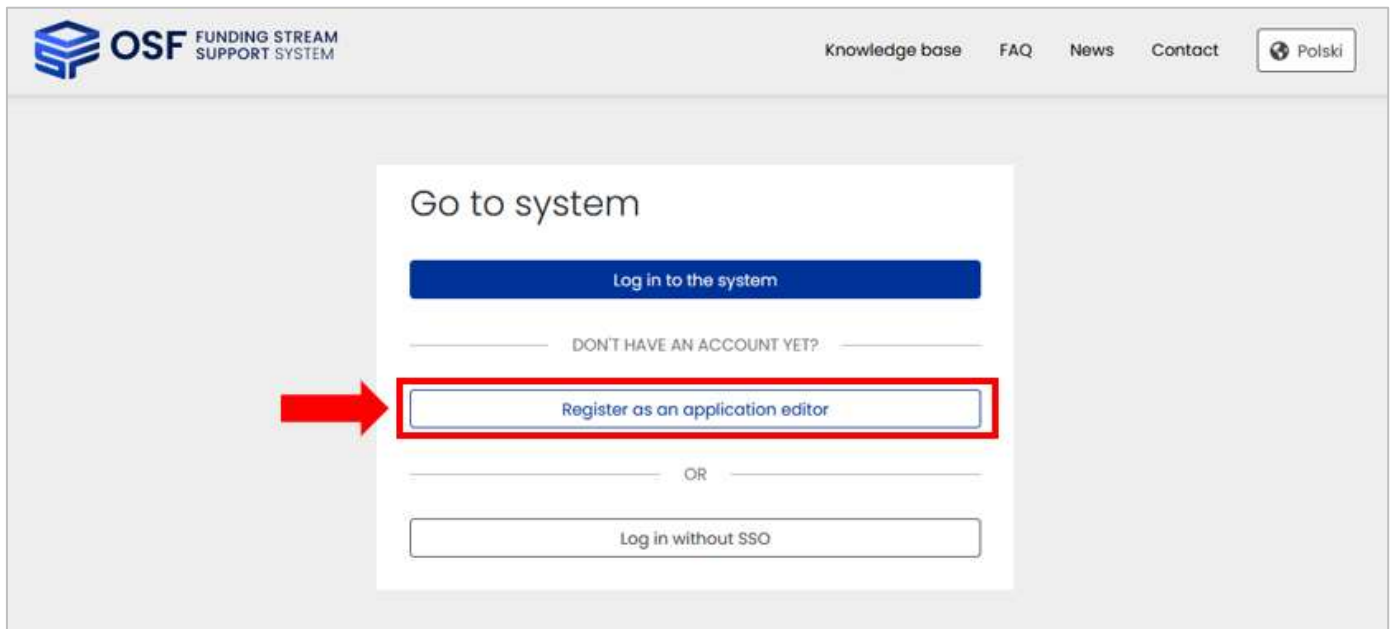 OSF FUNDING STREAM
SUPPORT SYSTEM
Knowledge base FAQ News Contact Polski
Go to system
Log in to the system
DON'T HAVE AN ACCOUNT YET?
Register as an application editor
OR
Log in without SSO